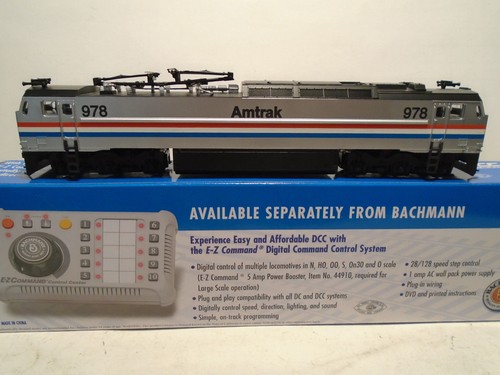 978
Amtrak
978
AVAILABLE SEPARATELY FROM BACHMANN
Experience Easy and Affordable DCC with
the E-Z Command® Digital Command Control System
• Digital control of multiple locomotives in N, HO, OO, S, On30 and O scale
(E-Z Command® 5 Amp Power Booster, Item No. 44910, required for
Large Scale operation)
• Plug and play compatibility with all DC and DCC systems
• Digitally control speed, direction, lighting, and sound
• Simple, on-track programming
• 28/128 speed step control
• 1 amp AC wall pack power supply
• Plug-in wiring
• DVD and printed instructions
E-Z COMMAND